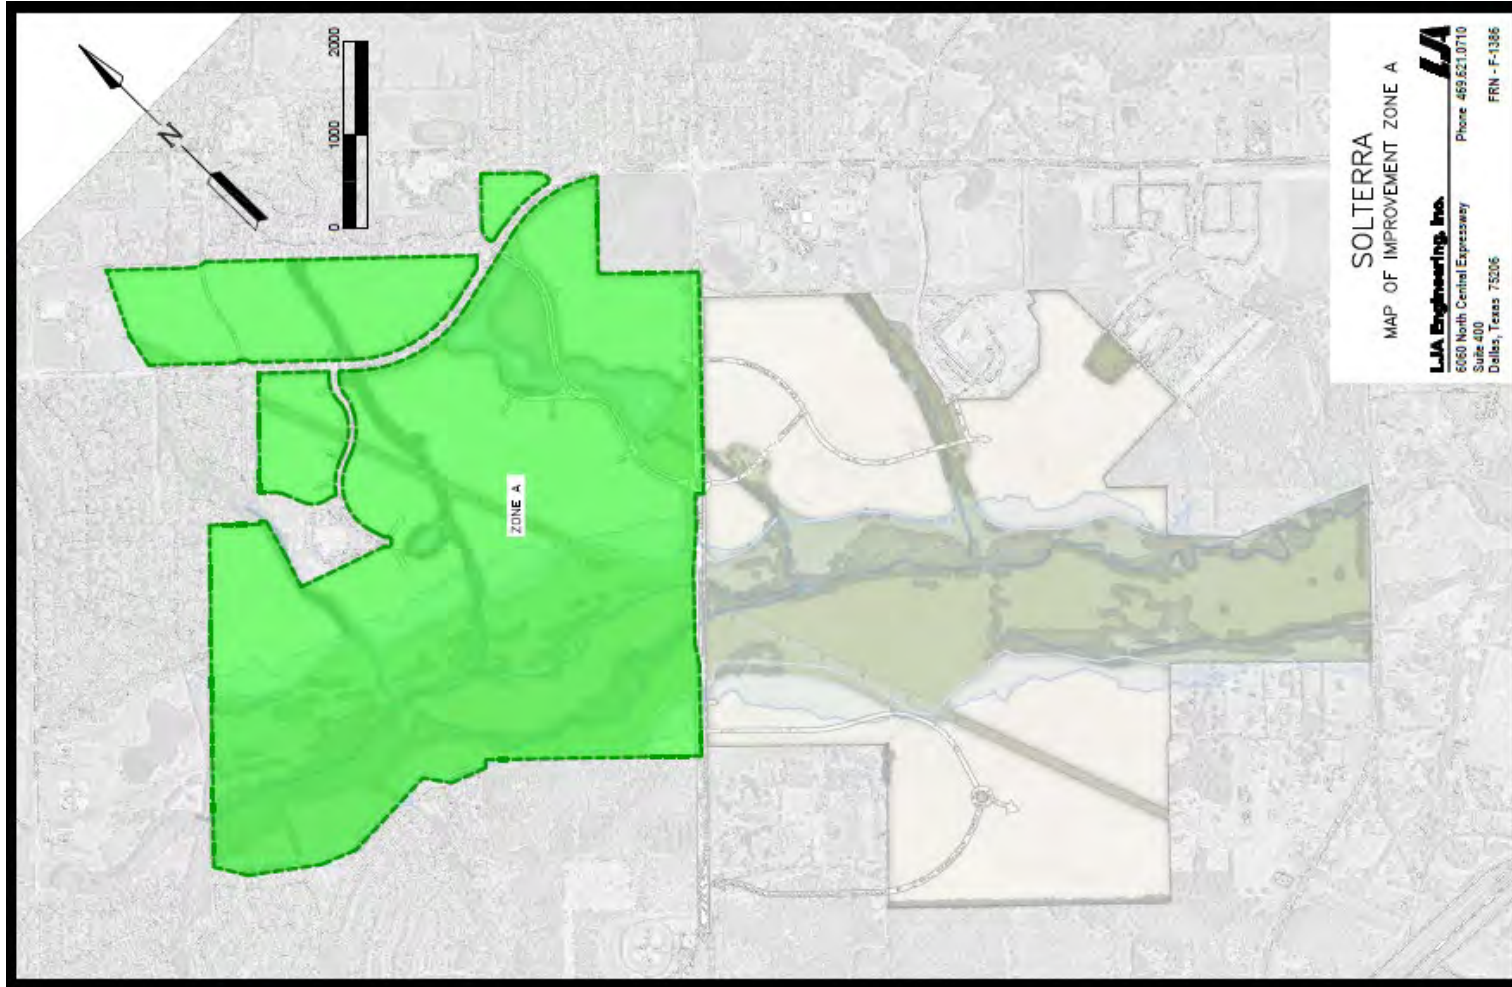 SOLTERRA
MAP OF IMPROVEMENT ZONE A
LJA
LJA Engineering, Inc.
6060 North Central Expressway Phone 469.621.0710
Suite 400
Dallas, Texas 75206 FRN - F-1386
N
0 1000 2000
ZONE A